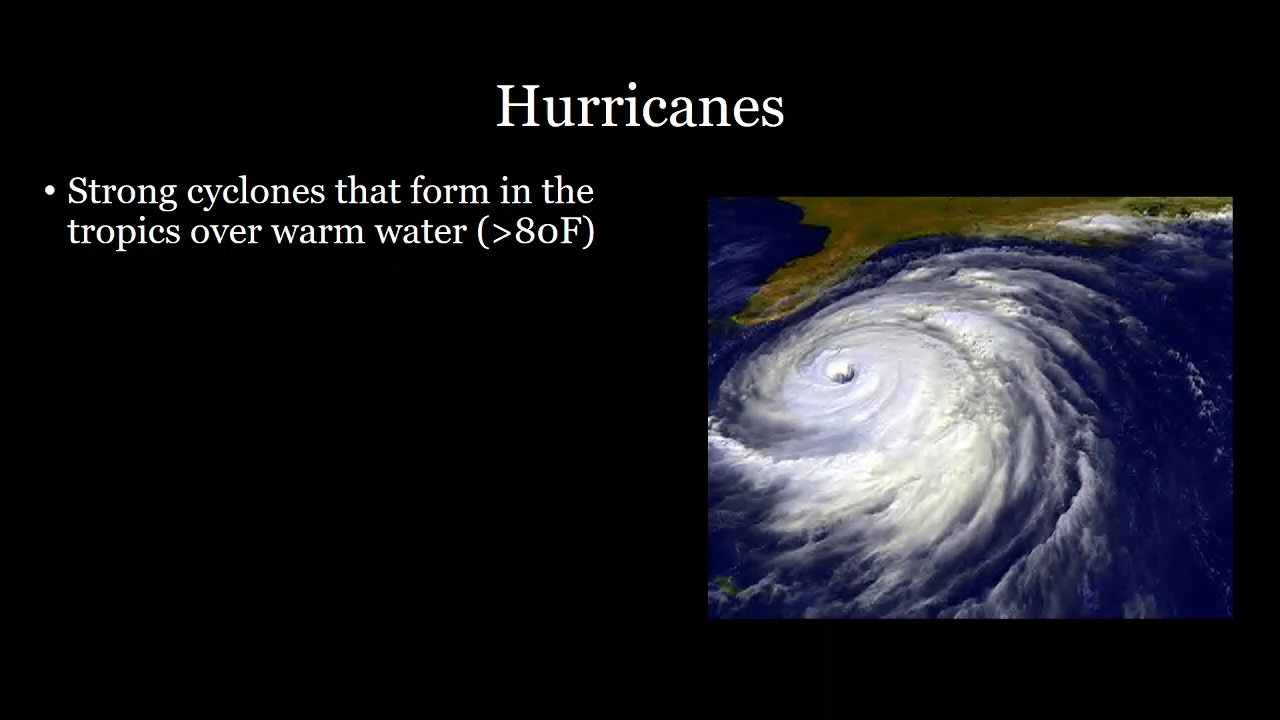 Hurricanes
• Strong cyclones that form in the
tropics over warm water (>80F)